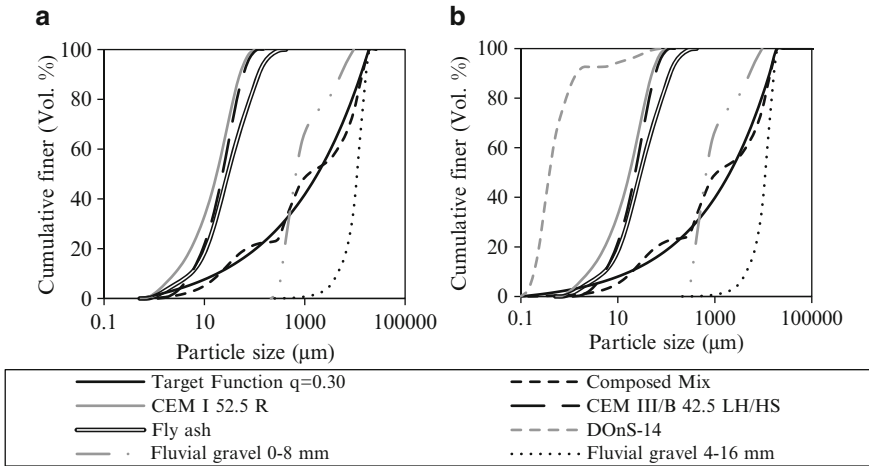 a
b
Cumulative finer (Vol. %)
100
80
60
40
20
0
0.1
10
1000
100000
Particle size (µm)
Cumulative finer (Vol. %)
100
80
60
40
20
0
0.1
10
1000
100000
Particle size (µm)
Target Function q=0.30
Composed Mix
CEM I 52.5 R
CEM III/B 42.5 LH/HS
Fly ash
DOnS-14
Fluvial gravel 0-8 mm
Fluvial gravel 4-16 mm